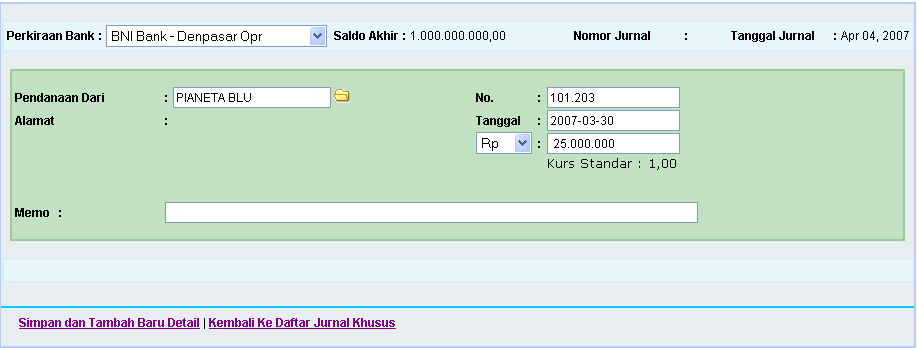 Perkiraan Bank : BNI Bank - Denpasar Opr Saldo Akhir : 1.000.000.000,00 Nomor Jurnal : Tanggal Jurnal : Apr 04, 2007
Pendanaan Dari : PIANETA BLU No. : 101.203
Alamat : Tanggal : 2007-03-30
Rp : 25.000.000
Kurs Standar : 1,00
Memo :
Simpan dan Tambah Baru Detail | Kembali Ke Daftar Jurnal Khusus